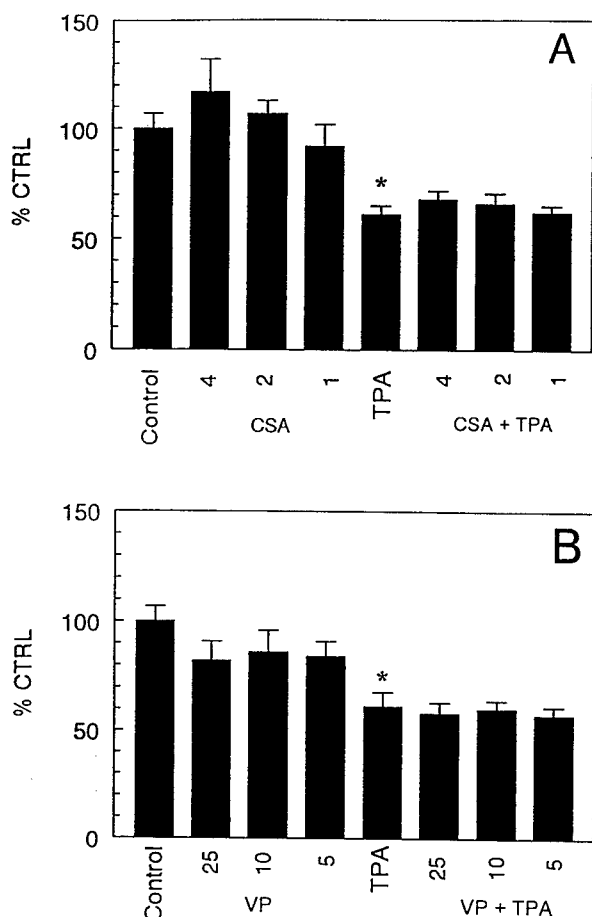 A
150
100
50
0
% CTRL
*
Control 4 2 1 TPA 4 2 1
CSA CSA + TPA
B
150
100
50
0
% CTRL
*
Control 25 10 5 TPA 25 10 5
VP VP + TPA